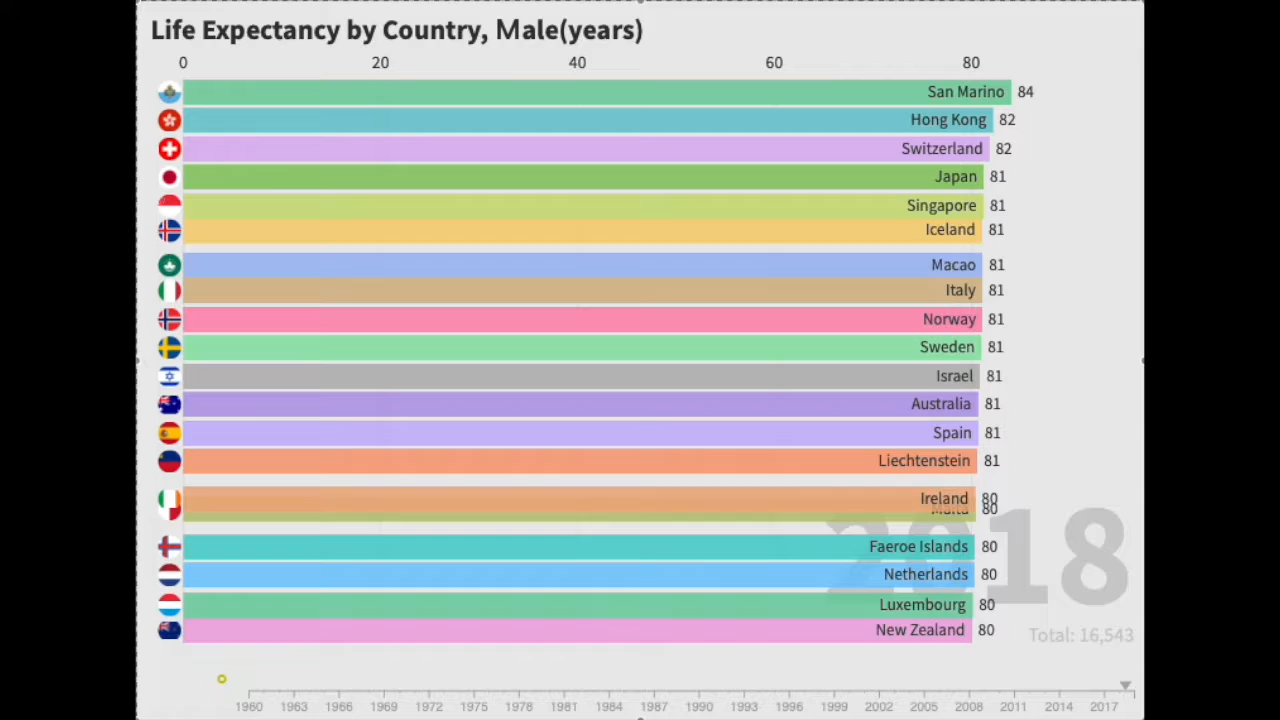 Life Expectancy by Country, Male(years)
0 20 40 60 80
San Marino 84
Hong Kong 82
Switzerland 82
Japan 81
Singapore 81
Iceland 81
Macao 81
Italy 81
Norway 81
Sweden 81
Israel 81
Australia 81
Spain 81
Liechtenstein 81
Ireland 80
Malta 80
2018
Faeroe Islands 80
Netherlands 80
Luxembourg 80
New Zealand 80
Total: 16,543
1960 1963 1966 1969 1972 1975 1978 1981 1984 1987 1990 1993 1996 1999 2002 2005 2008 2011 2014 2017